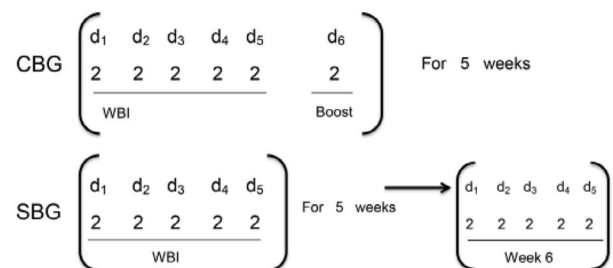 d₁ d₂ d₃ d₄ d₅ d₆
CBG 2 2 2 2 2 2 For 5 weeks
WBI Boost
d₁ d₂ d₃ d₄ d₅ d₁ d₂ d₃ d₄ d₅
SBG 2 2 2 2 2 For 5 weeks 2 2 2 2 2
WBI Week 6